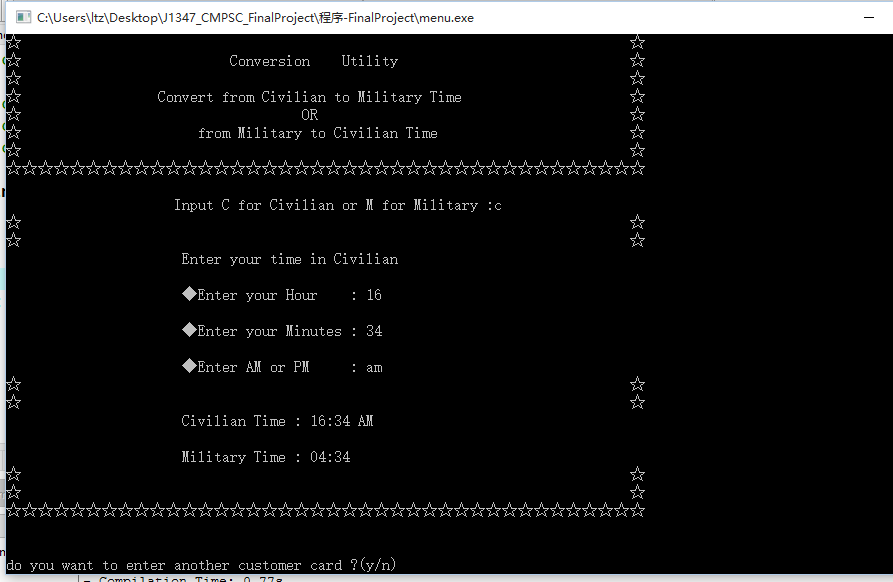 C:\Users\ltz\Desktop\J1347_CMPSC_FinalProject\程序-FinalProject\menu.exe
Conversion Utility
Convert from Civilian to Military Time
OR
from Military to Civilian Time
Input C for Civilian or M for Military :c
Enter your time in Civilian
◆Enter your Hour : 16
◆Enter your Minutes : 34
◆Enter AM or PM : am
Civilian Time : 16:34 AM
Military Time : 04:34
do you want to enter another customer card ?(y/n)
- Compilation Time: 0.77s